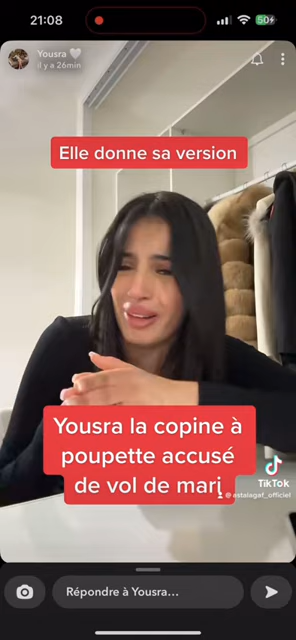 21:08
50
Yousra 🤍
il y a 26min
Elle donne sa version
Yousra la copine à
poupette accusé
de vol de mari
TikTok
@astalagaf_officiel
Répondre à Yousra...